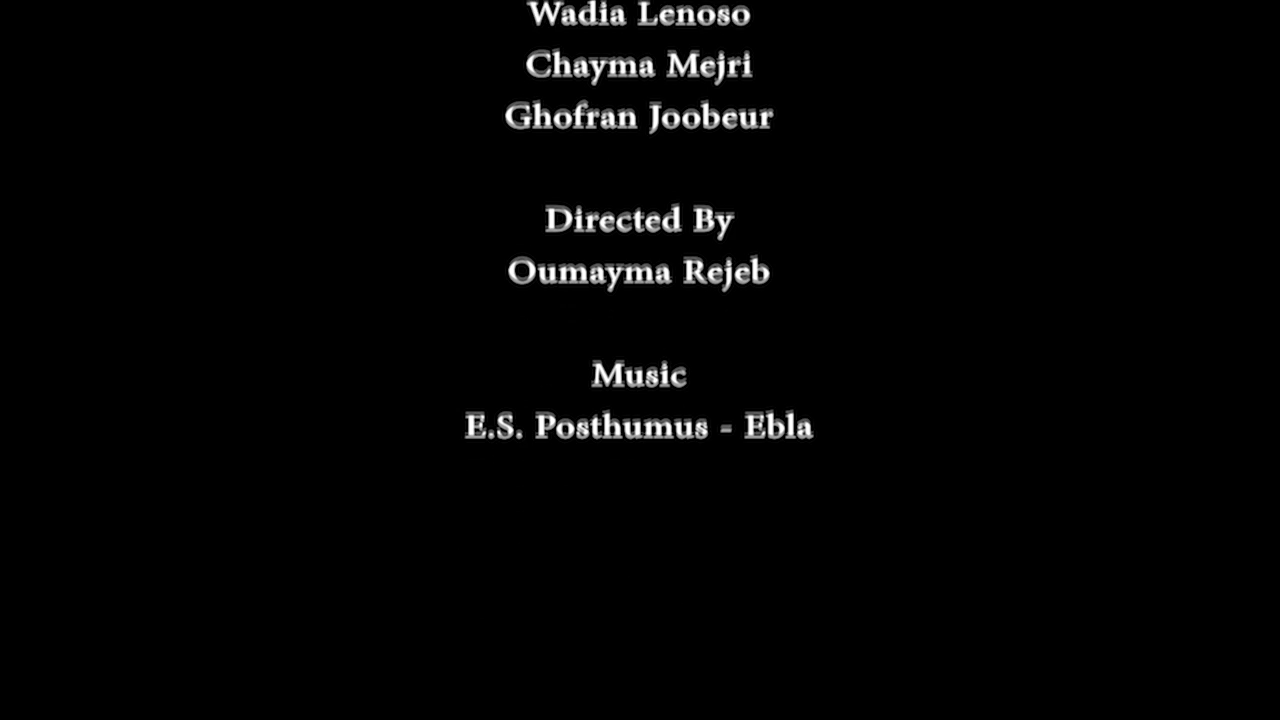 Wadia Lenoso
Chayma Mejri
Ghofran Joobeur
Directed By
Oumayma Rejeb
Music
E.S. Posthumus - Ebla